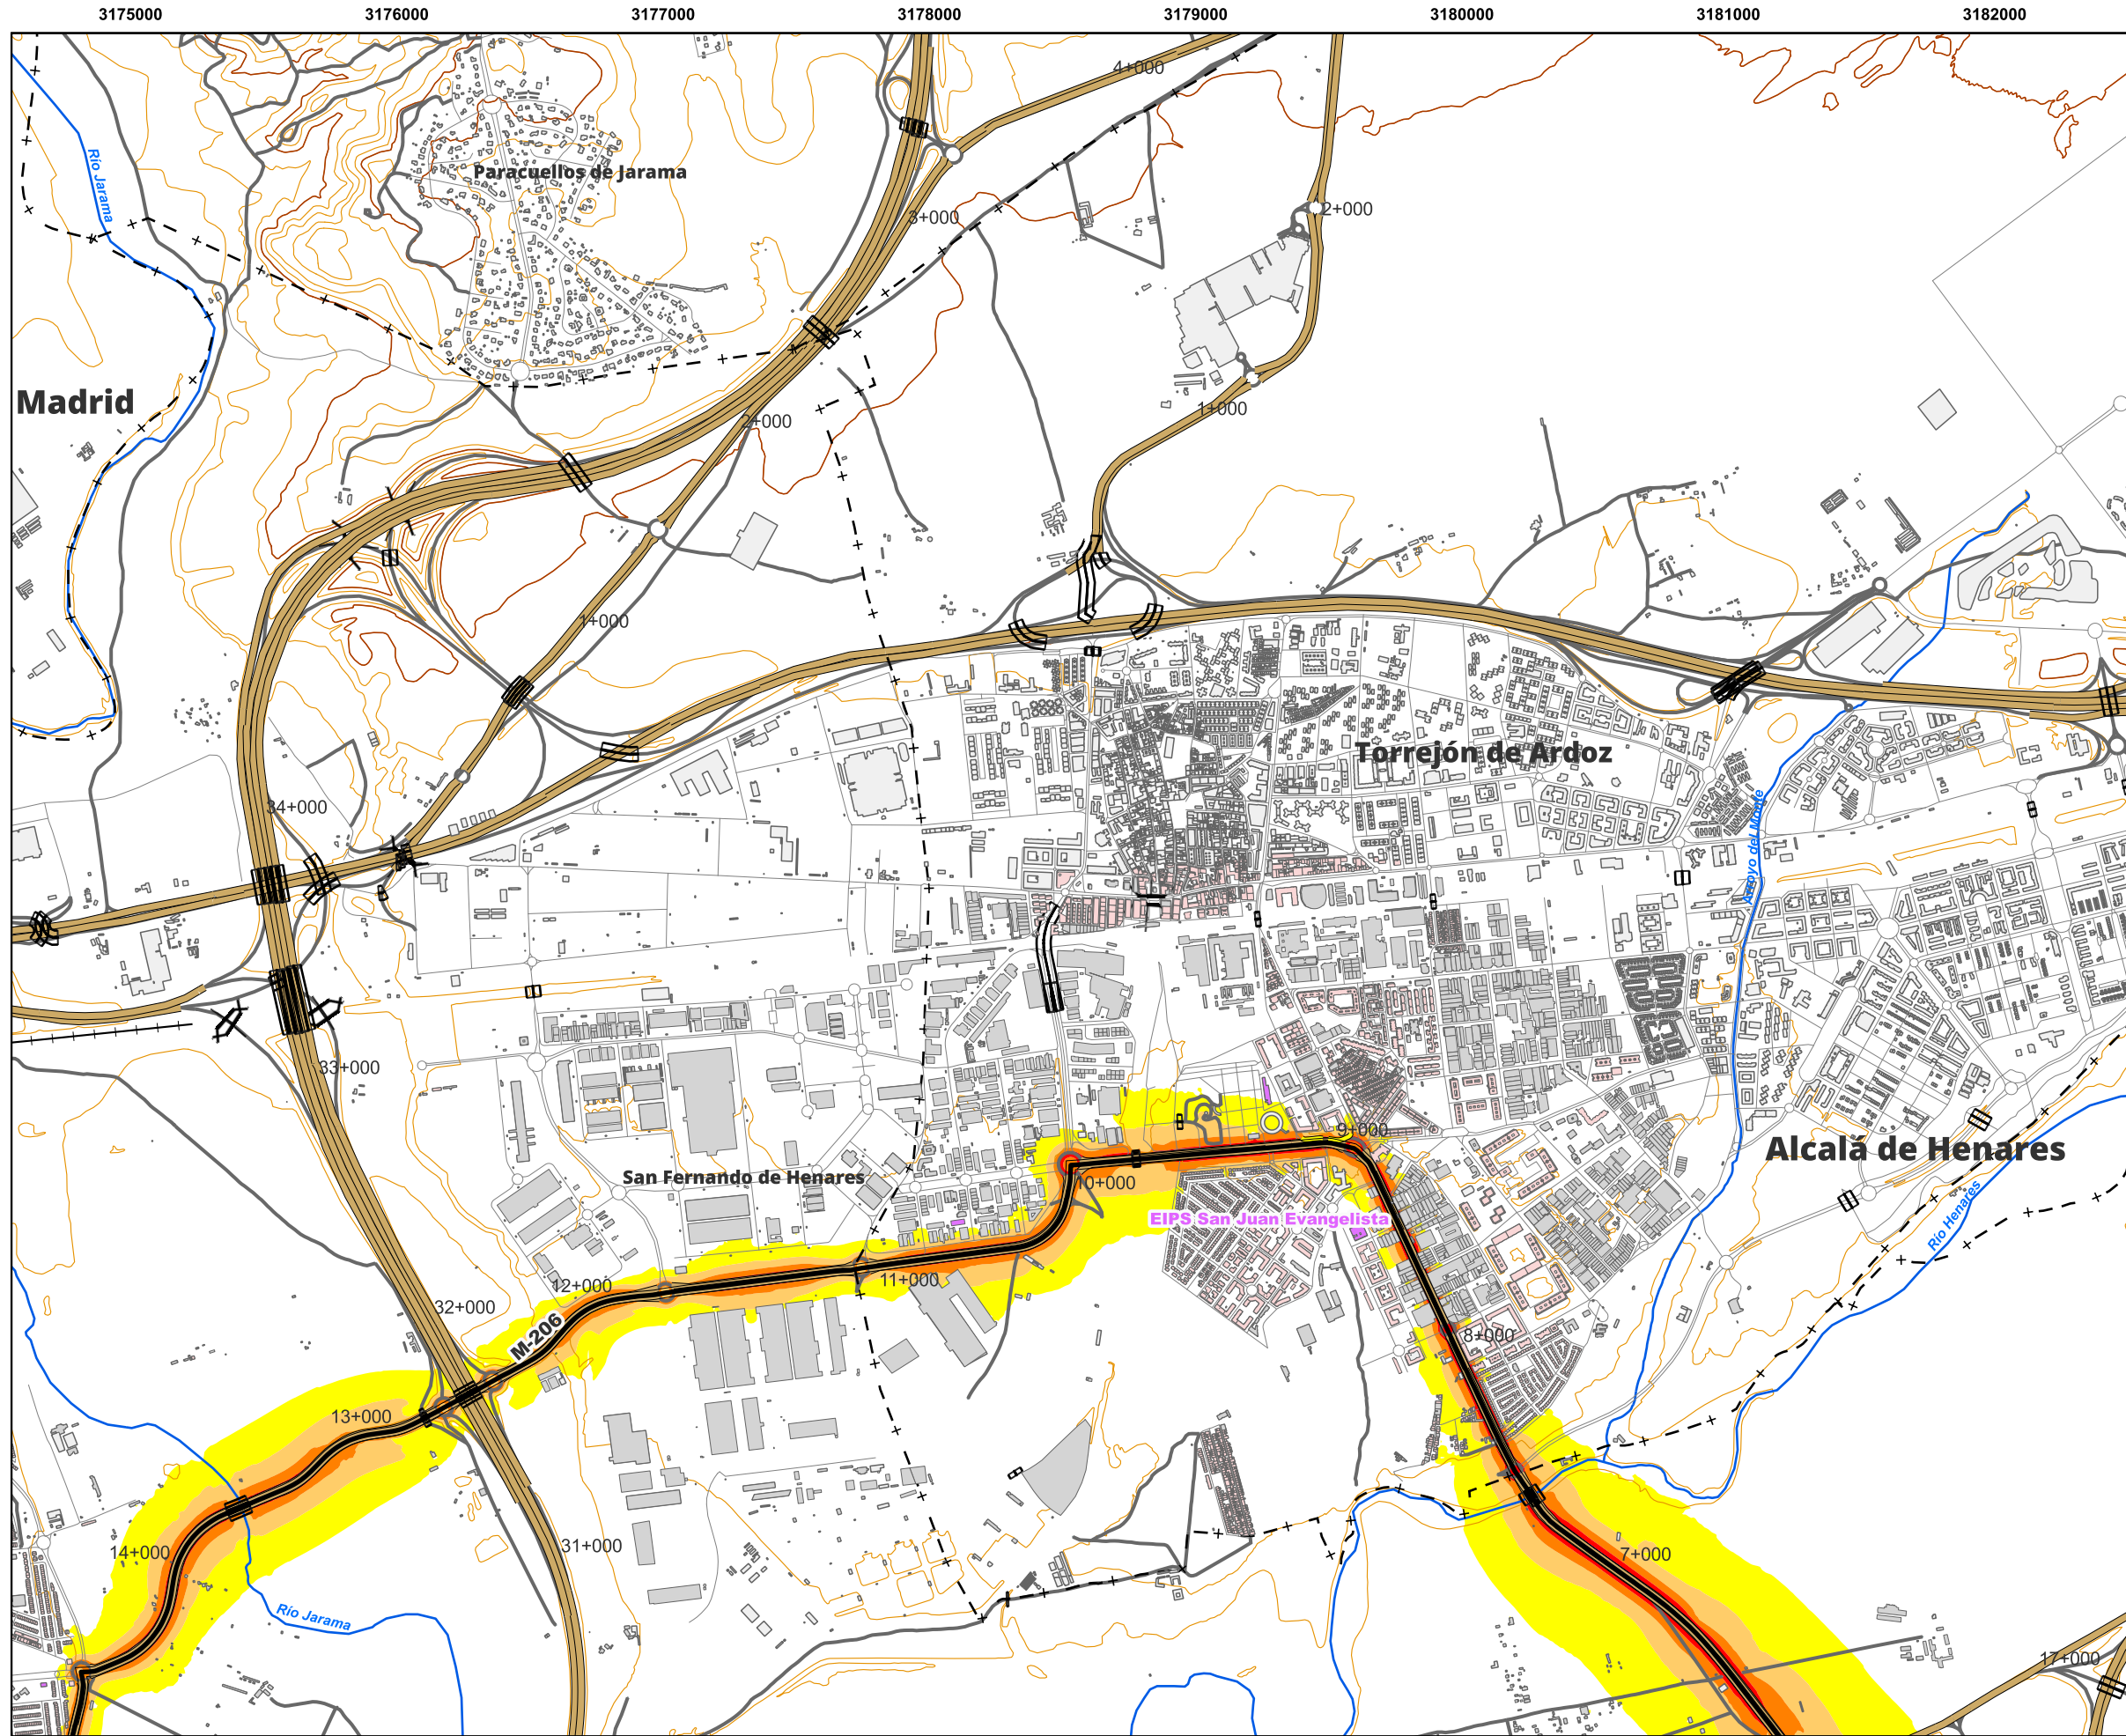 3175000 3176000 3177000 3178000 3179000 3180000 3181000 3182000
4+000
Río Jarama
Paracuellos de Jarama
3+000
2+000
Madrid
1+000
2+000
1+000
Torrejón de Ardoz
34+000
Arroyo del Monte
33+000
9+000
Alcalá de Henares
San Fernando de Henares
10+000
EIPS San Juan Evangelista
Río Henares
11+000
12+000
32+000
M-206
8+000
13+000
31+000
14+000
7+000
Río Jarama
17+000